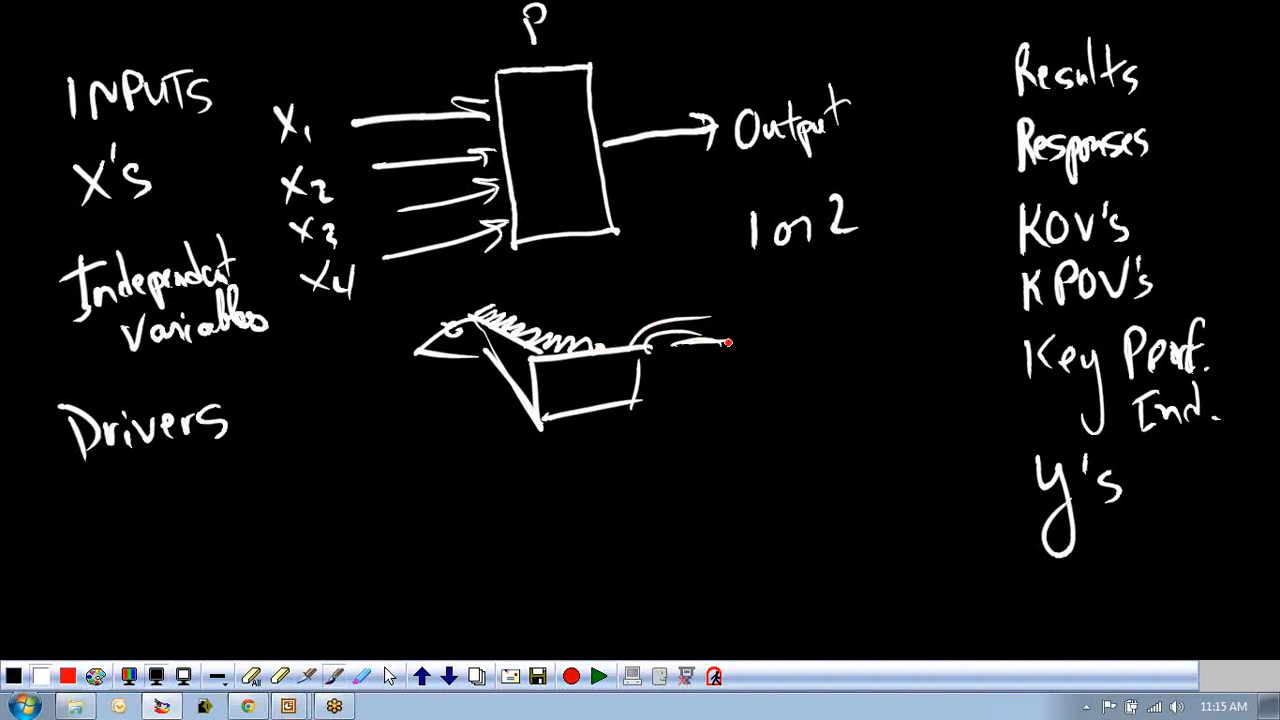 P
INPUTS
X's
Independent
Variables
Drivers
X1
X2
X3
X4
Output
1 or 2
Results
Responses
KOV's
KPOV's
Key Perf.
Ind.
y's
All
11:15 AM